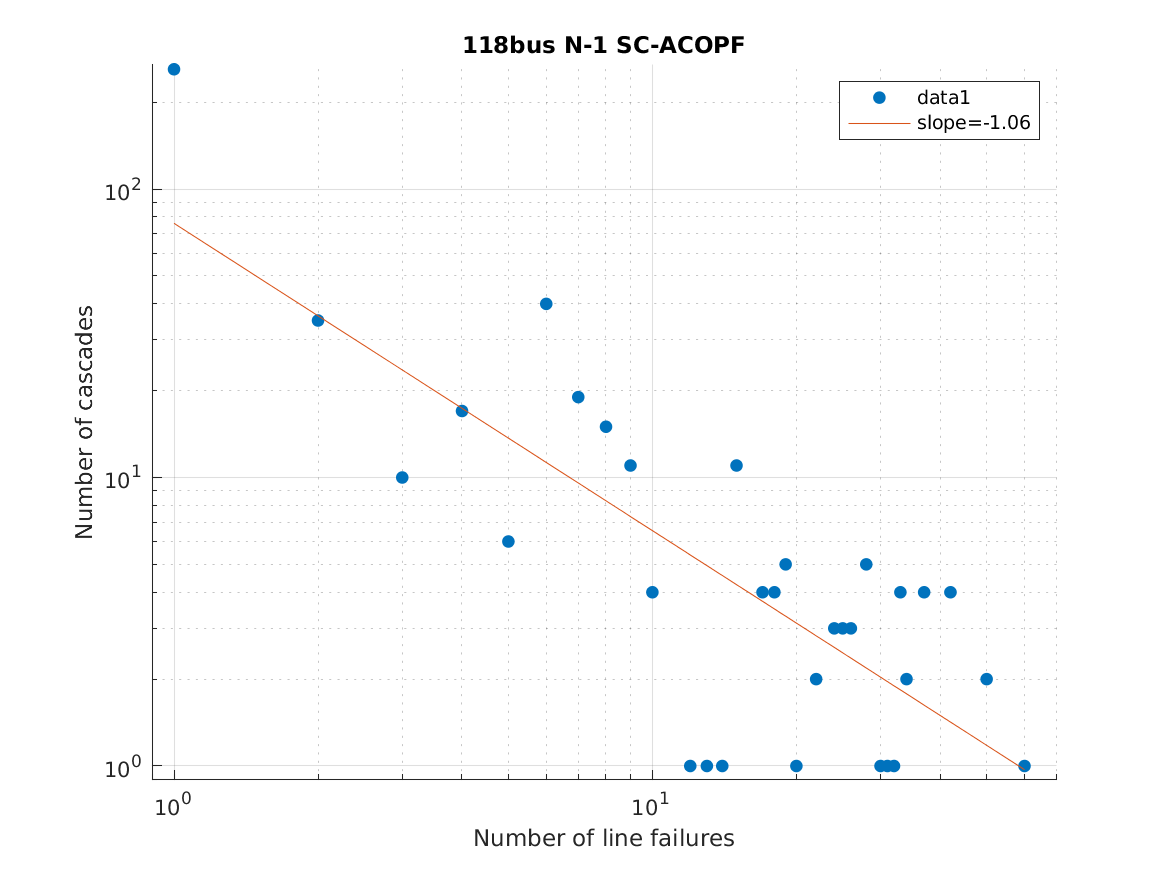 118bus N-1 SC-ACOPF
data1
slope=-1.06
Number of cascades
10^2
10^1
10^0
10^0
10^1
Number of line failures